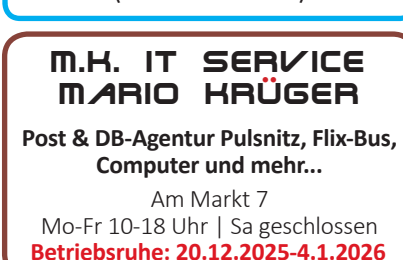 M.K. IT SERVICE
MARIO KRÜGER
Post & DB-Agentur Pulsnitz, Flix-Bus,
Computer und mehr...
Am Markt 7
Mo-Fr 10-18 Uhr | Sa geschlossen
Betriebsruhe: 20.12.2025-4.1.2026